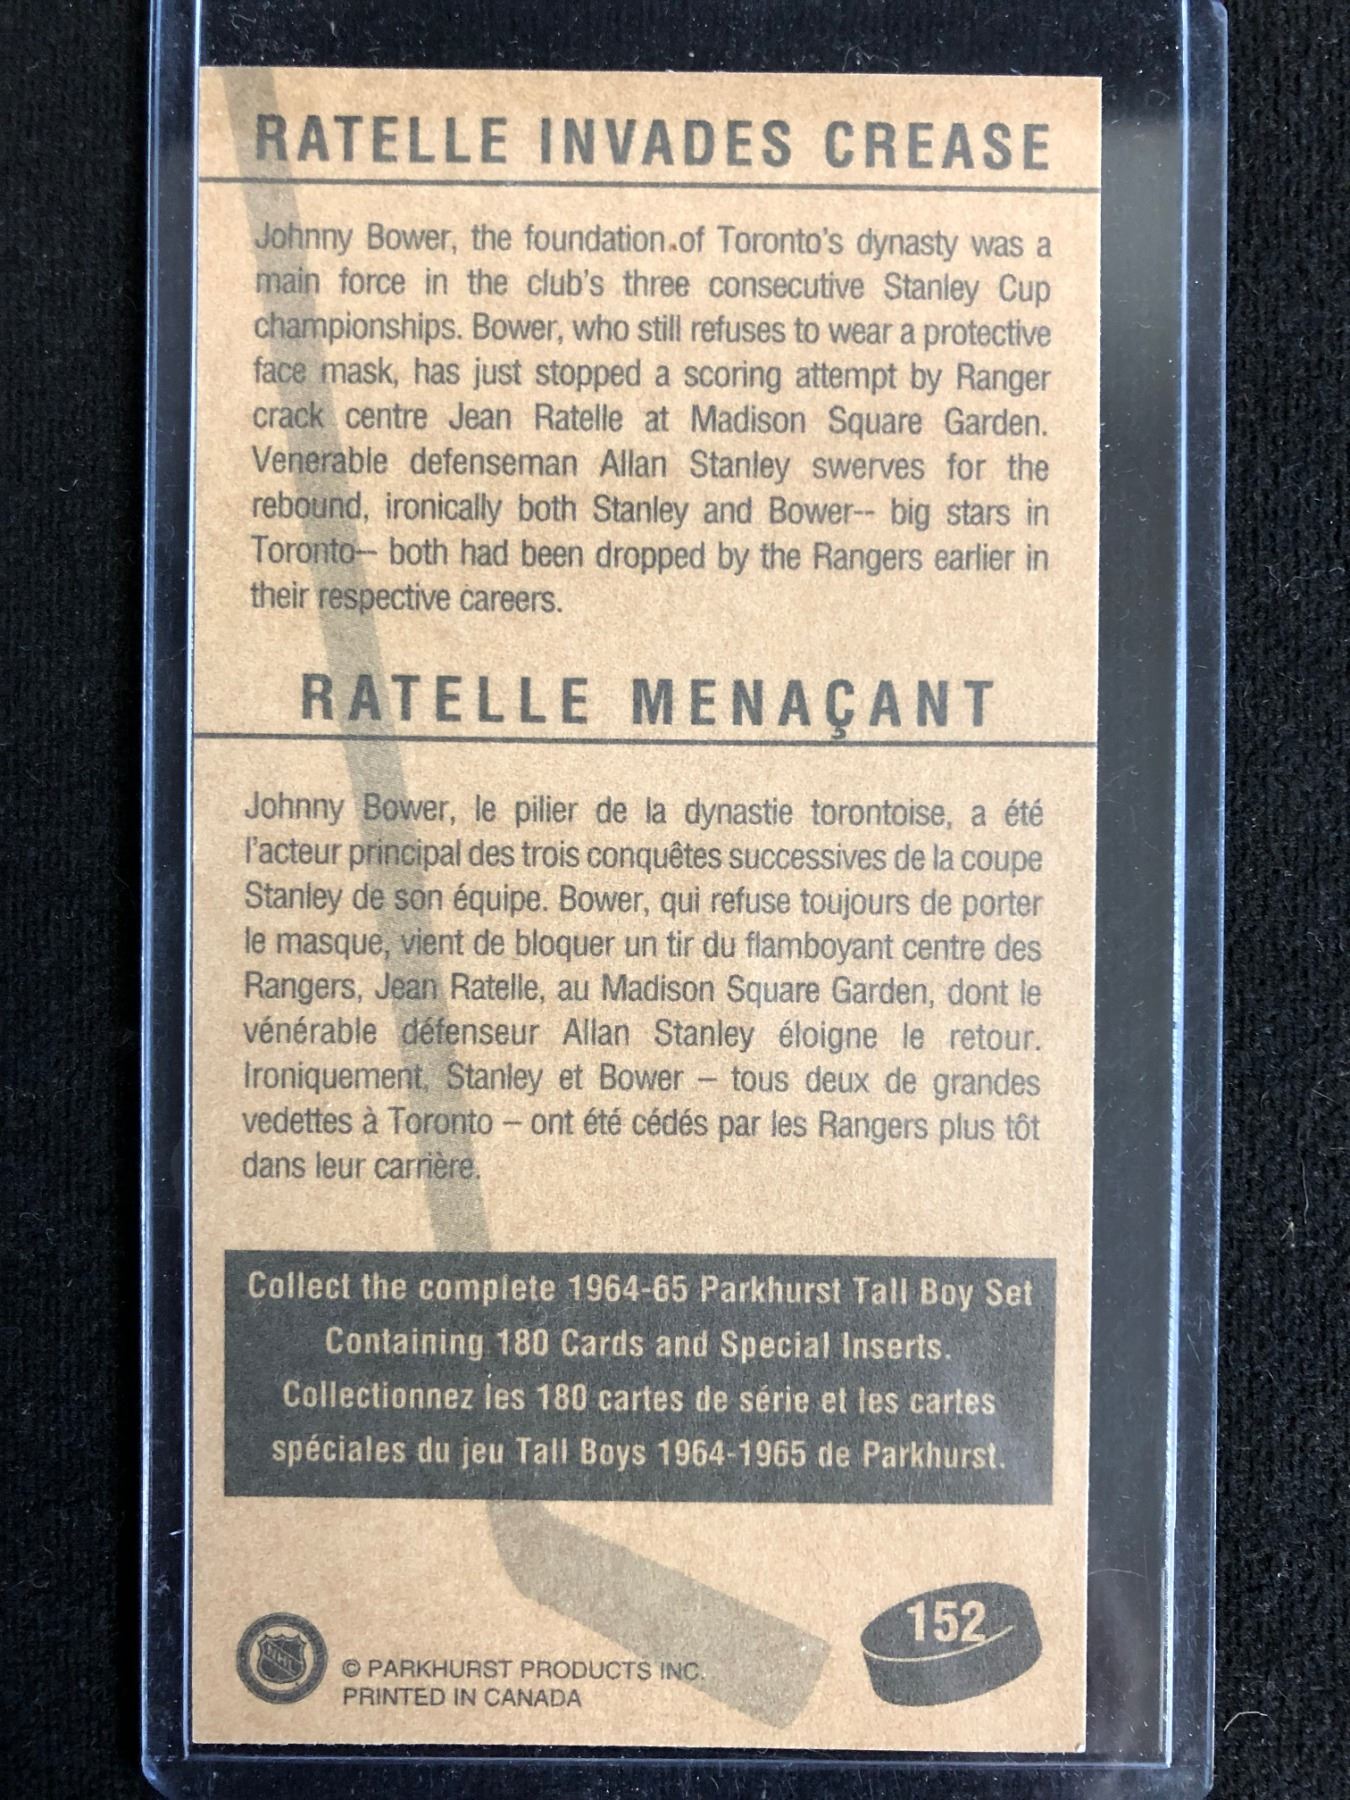 RATELLE INVADES CREASE
Johnny Bower, the foundation of Toronto's dynasty was a
main force in the club's three consecutive Stanley Cup
championships. Bower, who still refuses to wear a protective
face mask, has just stopped a scoring attempt by Ranger
crack centre Jean Ratelle at Madison Square Garden.
Venerable defenseman Allan Stanley swerves for the
rebound, ironically both Stanley and Bower-- big stars in
Toronto-- both had been dropped by the Rangers earlier in
their respective careers.
RATELLE MENAÇANT
Johnny Bower, le pilier de la dynastie torontoise, a été
l'acteur principal des trois conquêtes successives de la coupe
Stanley de son équipe. Bower, qui refuse toujours de porter
le masque, vient de bloquer un tir du flamboyant centre des
Rangers, Jean Ratelle, au Madison Square Garden, dont le
vénérable défenseur Allan Stanley éloigne le retour.
Ironiquement, Stanley et Bower – tous deux de grandes
vedettes à Toronto – ont été cédés par les Rangers plus tôt
dans leur carrière.
Collect the complete 1964-65 Parkhurst Tall Boy Set
Containing 180 Cards and Special Inserts.
Collectionnez les 180 cartes de série et les cartes
spéciales du jeu Tall Boys 1964-1965 de Parkhurst.
152
NHL
© PARKHURST PRODUCTS INC.
PRINTED IN CANADA